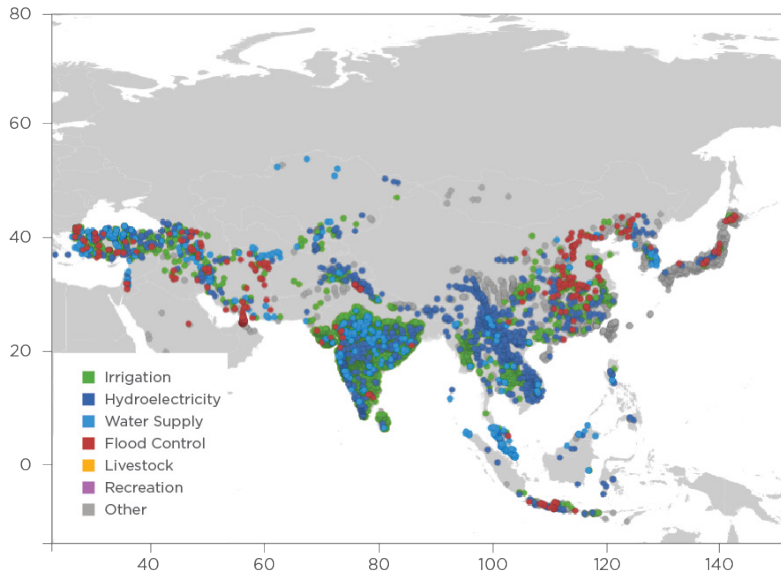 80
60
40
20
0
Irrigation
Hydroelectricity
Water Supply
Flood Control
Livestock
Recreation
Other
40 60 80 100 120 140